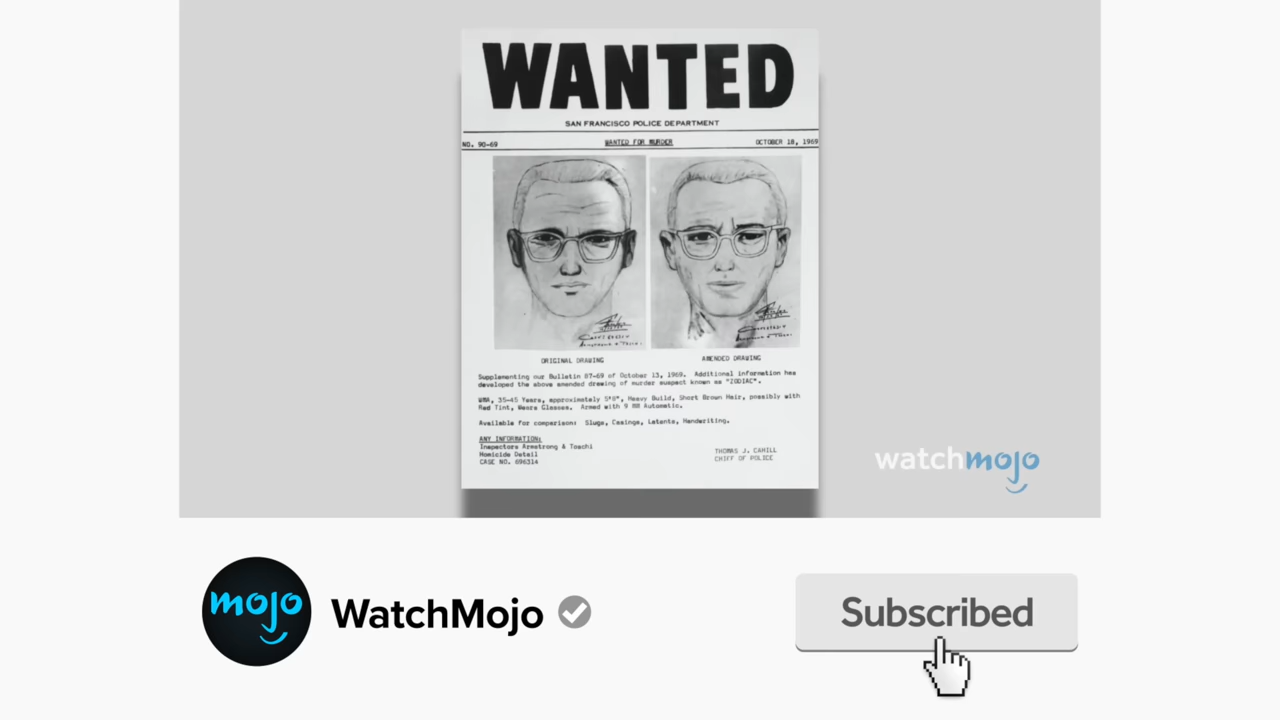 WANTED
SAN FRANCISCO POLICE DEPARTMENT
NO. 90-69 WANTED FOR MURDER OCTOBER 18, 1969
ORIGINAL DRAWING AMENDED DRAWING
Supplementing our Bulletin 87-69 of October 13, 1969. Additional information has
developed the above amended drawing of murder suspect known as "ZODIAC".
WMA, 35-45 Years, approximately 5'8", Heavy Build, Short Brown Hair, possibly with
Red Tint, Wears Glasses. Armed with 9 MM Automatic.
Available for comparison: Slugs, Casings, Latents, Handwriting.
ANY INFORMATION:
Inspectors Armstrong & Toschi
Homicide Detail
CASE NO. 696314
THOMAS J. CAHILL
CHIEF OF POLICE
watchmojo
mojo
WatchMojo
Subscribed